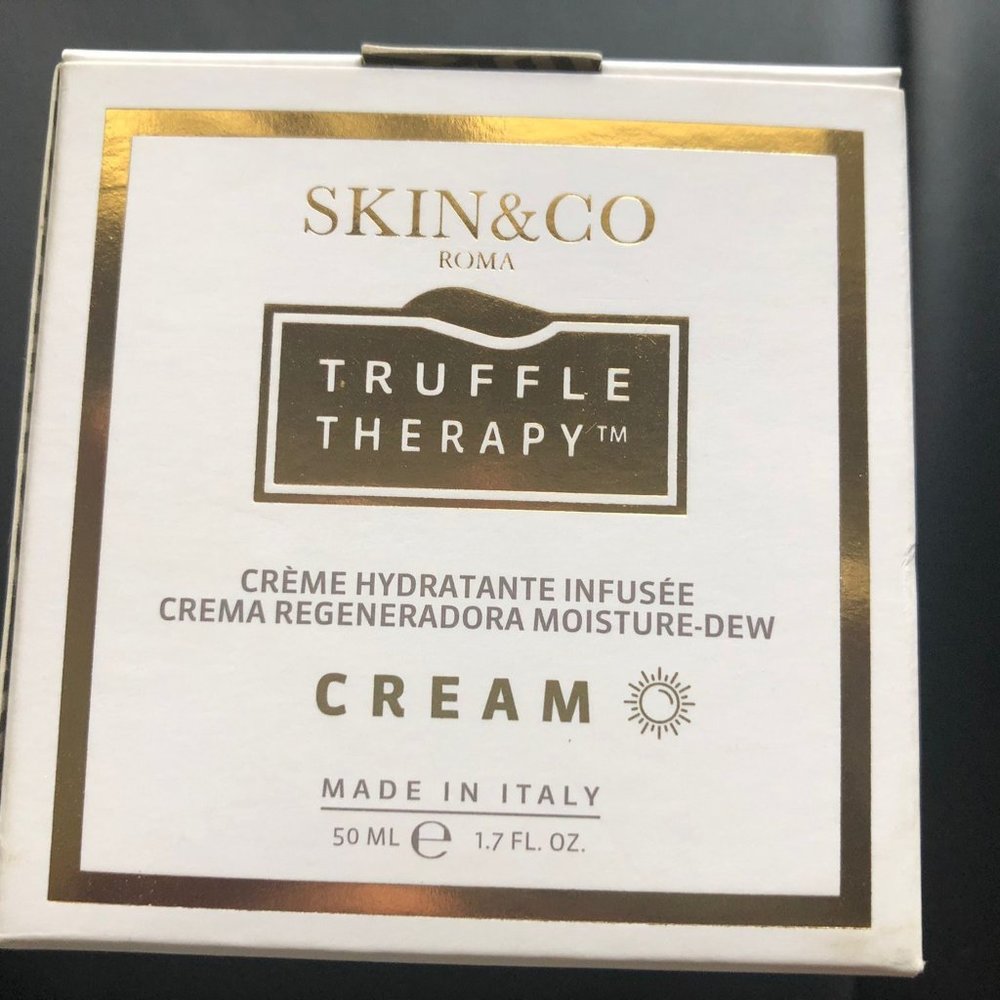 SKIN&CO
ROMA
TRUFFLE
THERAPY™
CRÈME HYDRATANTE INFUSÉE
CREMA REGENERADORA MOISTURE-DEW
CREAM
MADE IN ITALY
50 ML ℮ 1.7 FL. OZ.